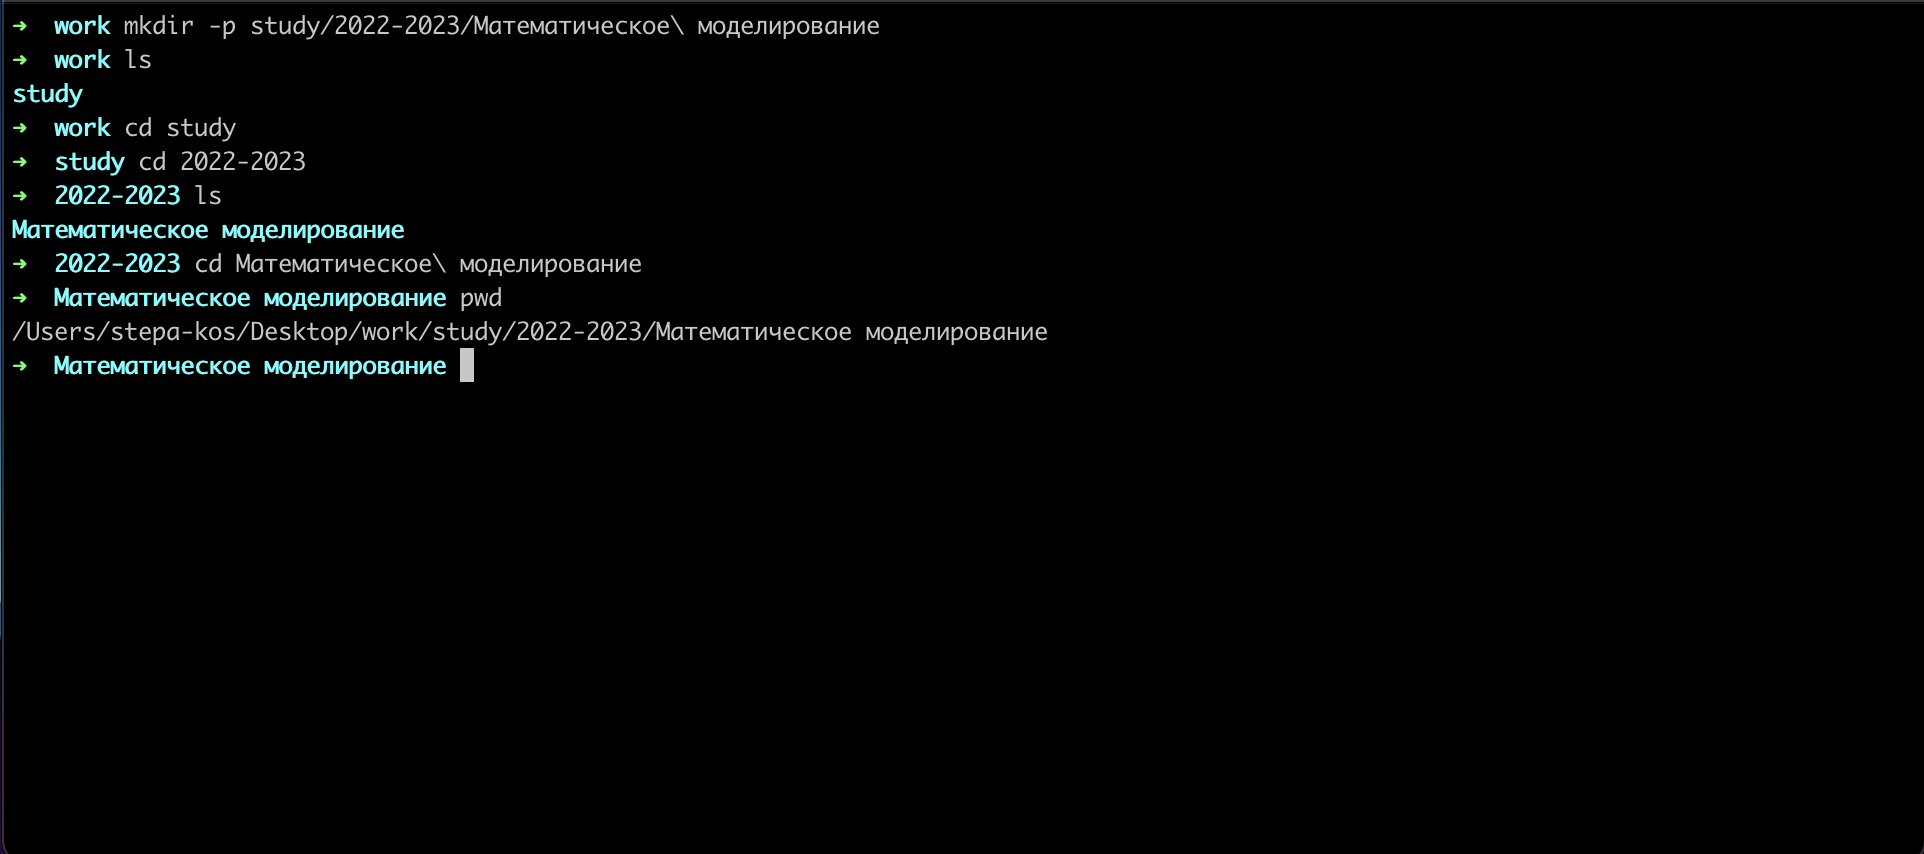 ➜  work mkdir -p study/2022-2023/Математическое\ моделирование
➜  work ls
study
➜  work cd study
➜  study cd 2022-2023
➜  2022-2023 ls
Математическое моделирование
➜  2022-2023 cd Математическое\ моделирование
➜  Математическое моделирование pwd
/Users/stepa-kos/Desktop/work/study/2022-2023/Математическое моделирование
➜  Математическое моделирование